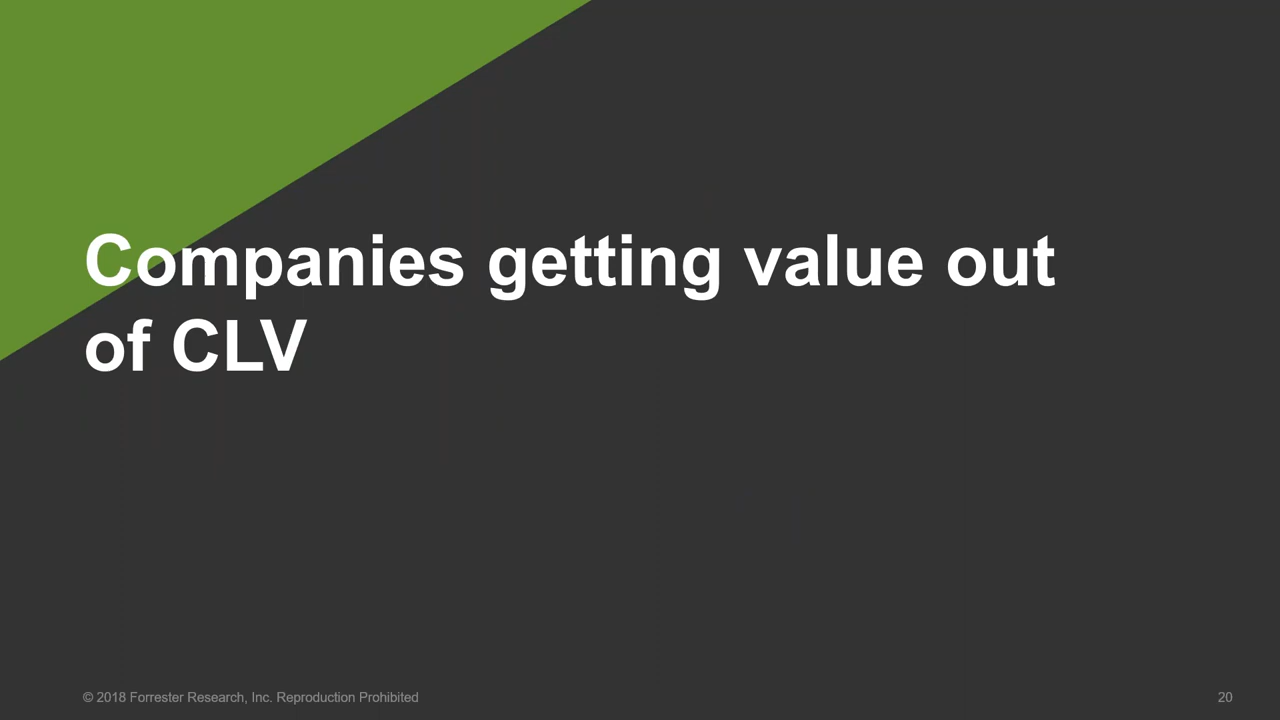 Companies getting value out
of CLV
© 2018 Forrester Research, Inc. Reproduction Prohibited
20